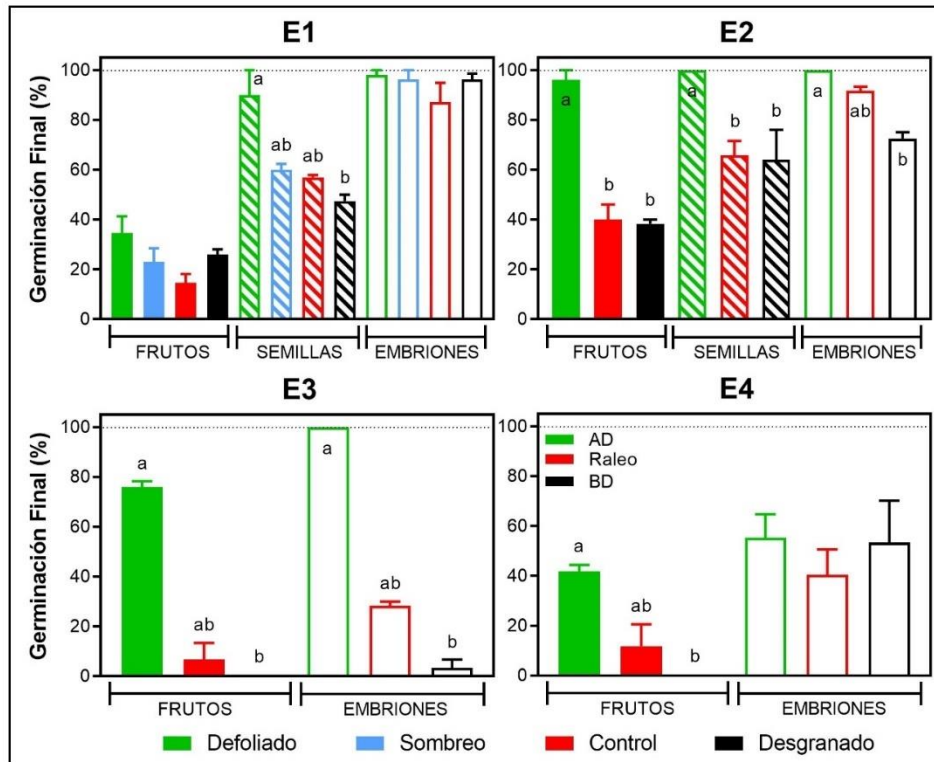 E1
E2
Germinación Final (%)
100
80
60
40
20
0
a
ab
ab
b
FRUTOS
SEMILLAS
EMBRIONES
100
80
60
40
20
0
a
b
b
a
b
b
a
ab
b
FRUTOS
SEMILLAS
EMBRIONES
E3
E4
Germinación Final (%)
100
80
60
40
20
0
a
ab
b
a
ab
b
FRUTOS
EMBRIONES
100
80
60
40
20
0
AD
Raleo
BD
a
ab
b
FRUTOS
EMBRIONES
Defoliado
Sombreo
Control
Desgranado